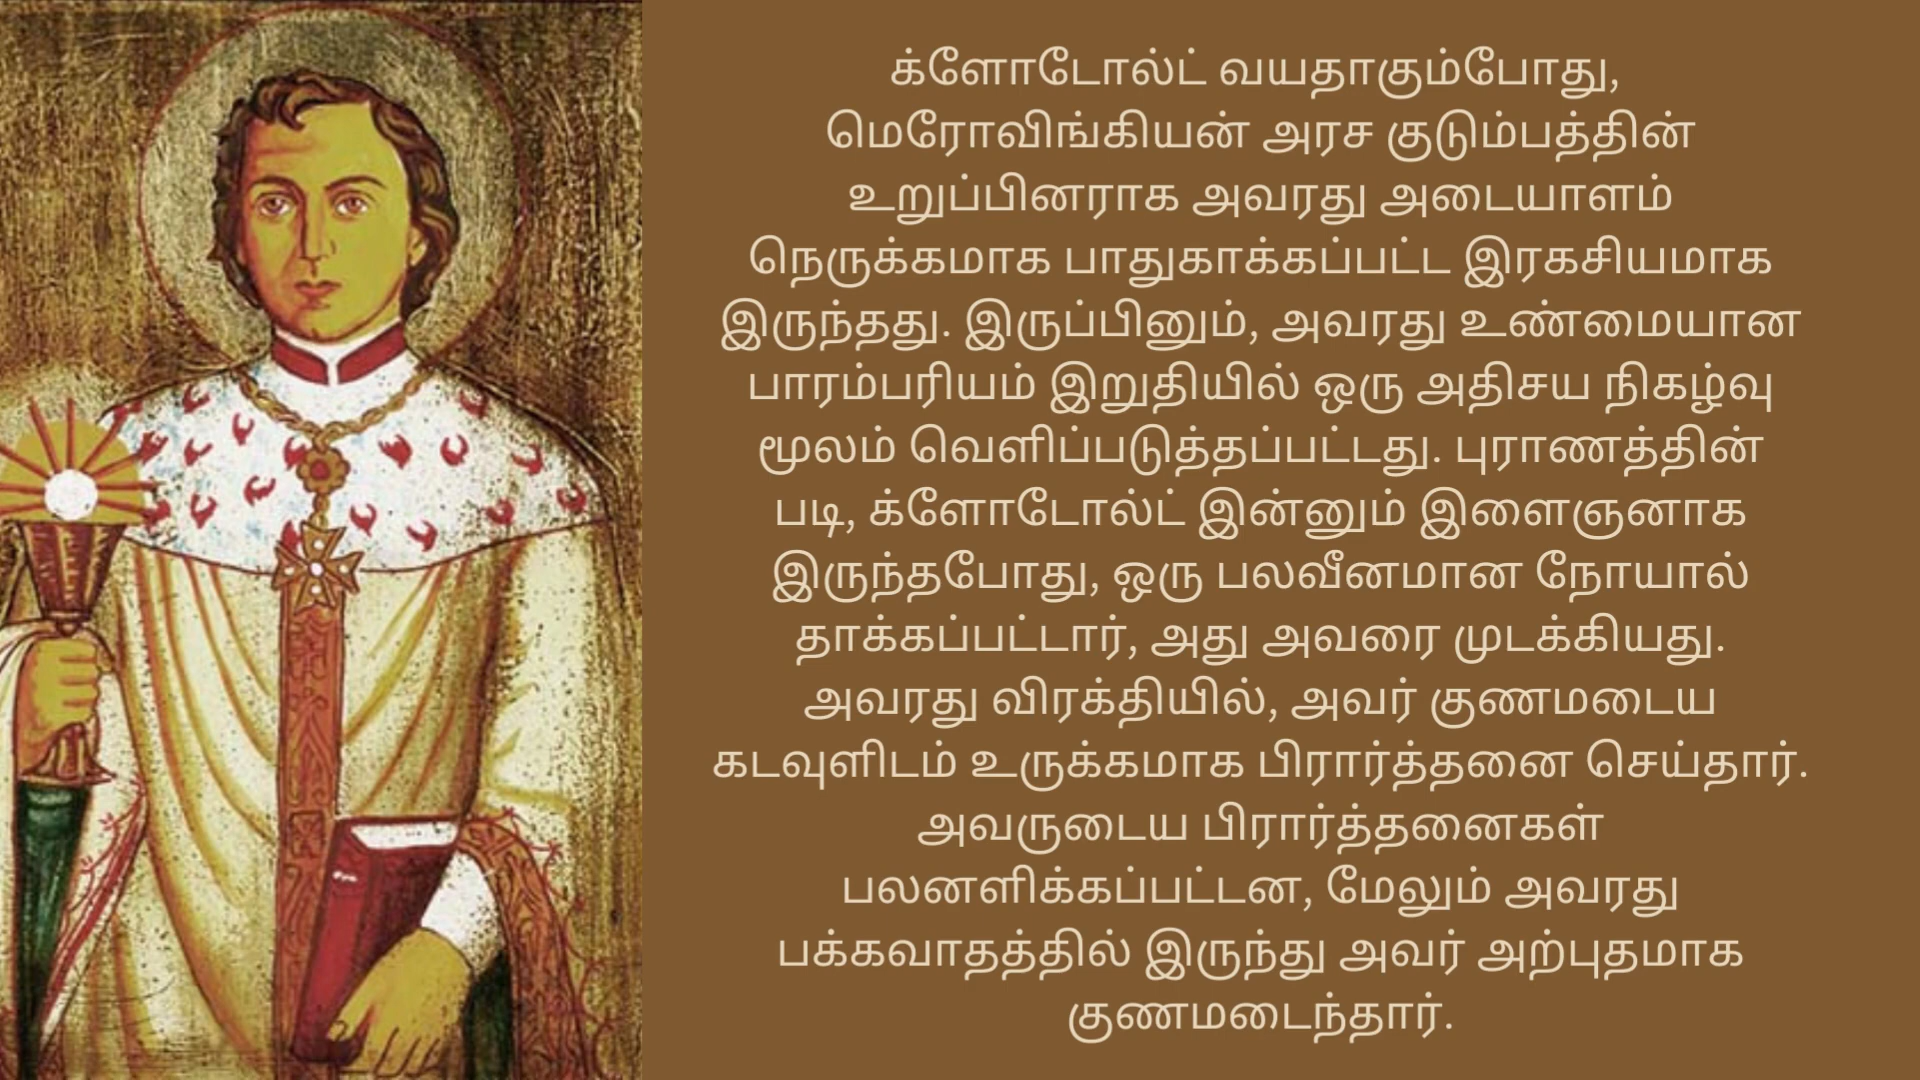 க்ளோடோல்ட் வயதாகும்போது,
மெரோவிங்கியன் அரச குடும்பத்தின்
உறுப்பினராக அவரது அடையாளம்
நெருக்கமாக பாதுகாக்கப்பட்ட இரகசியமாக
இருந்தது. இருப்பினும், அவரது உண்மையான
பாரம்பரியம் இறுதியில் ஒரு அதிசய நிகழ்வு
மூலம் வெளிப்படுத்தப்பட்டது. புராணத்தின்
படி, க்ளோடோல்ட் இன்னும் இளைஞனாக
இருந்தபோது, ஒரு பலவீனமான நோயால்
தாக்கப்பட்டார், அது அவரை முடக்கியது.
அவரது விரக்தியில், அவர் குணமடைய
கடவுளிடம் உருக்கமாக பிரார்த்தனை செய்தார்.
அவருடைய பிரார்த்தனைகள்
பலனளிக்கப்பட்டன, மேலும் அவரது
பக்கவாதத்தில் இருந்து அவர் அற்புதமாக
குணமடைந்தார்.